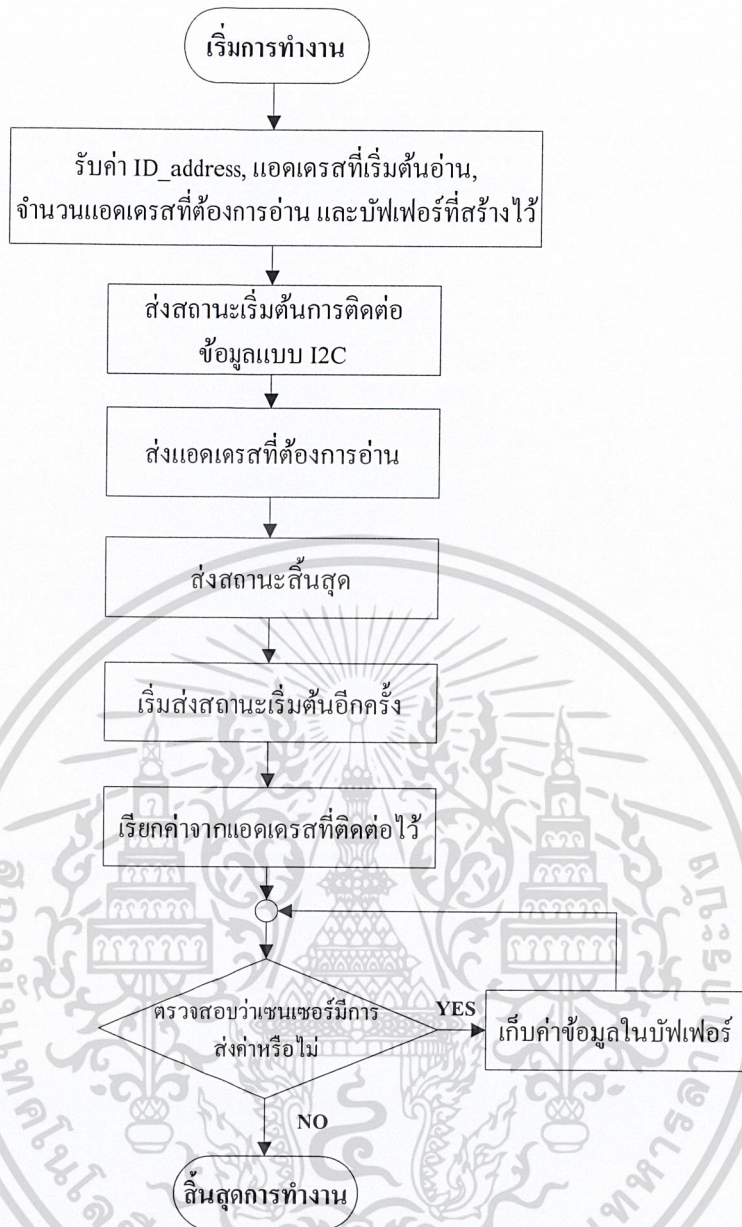 เริ่มการทำงาน
รับค่า ID_address, แอดเดรสที่เริ่มต้นอ่าน,
จำนวนแอดเดรสที่ต้องการอ่าน และบัฟเฟอร์ที่สร้างไว้
ส่งสถานะเริ่มต้นการติดต่อ
ข้อมูลแบบ I2C
ส่งแอดเดรสที่ต้องการอ่าน
ส่งสถานะสิ้นสุด
เริ่มส่งสถานะเริ่มต้นอีกครั้ง
เรียกค่าจากแอดเดรสที่ติดต่อไว้
ตรวจสอบว่าเซนเซอร์มีการ
ส่งค่าหรือไม่
YES
เก็บค่าข้อมูลในบัฟเฟอร์
NO
สิ้นสุดการทำงาน